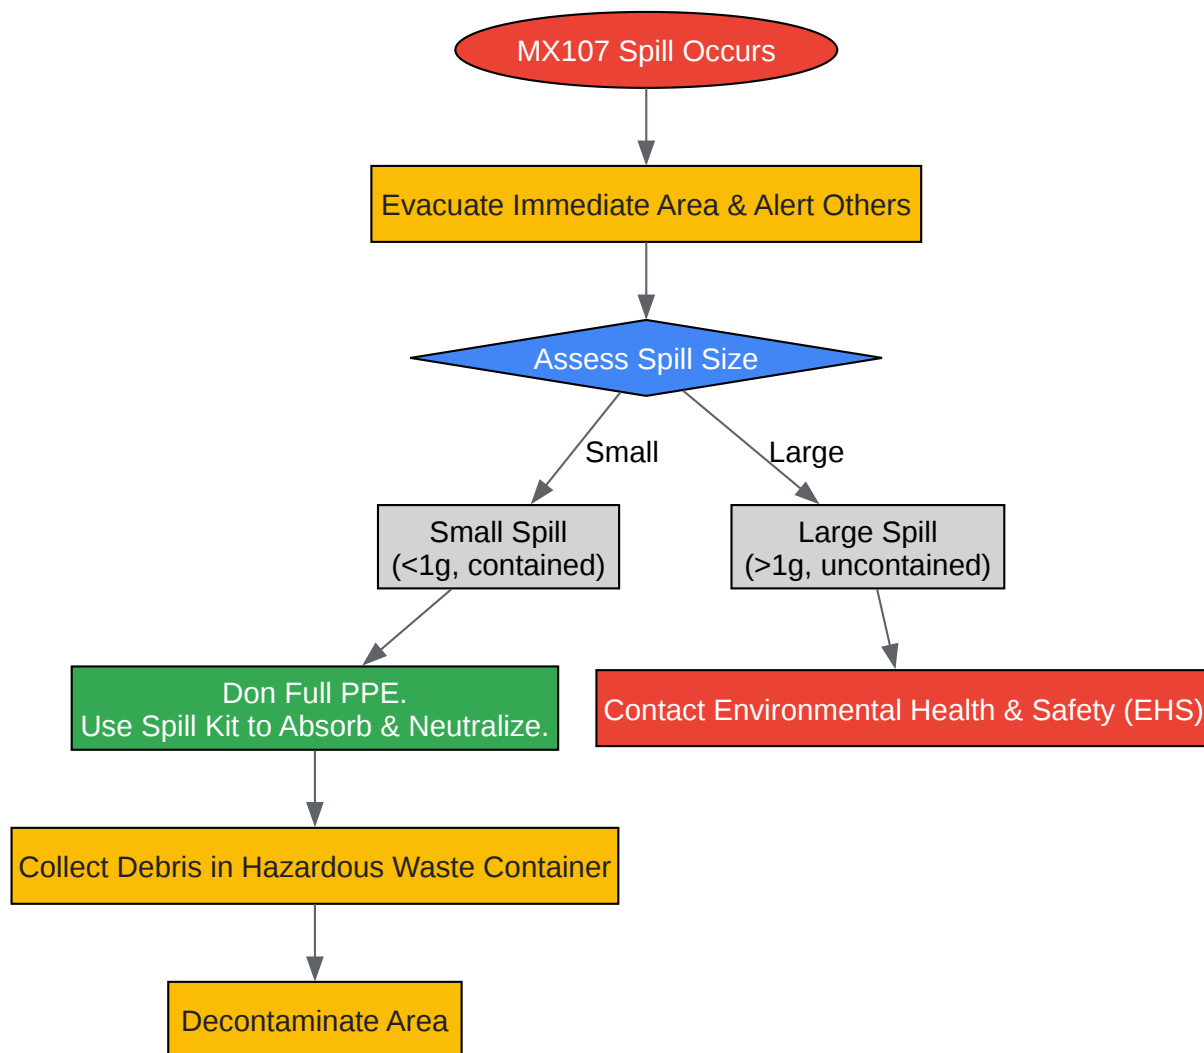 MX107 Spill Occurs
Evacuate Immediate Area & Alert Others
Assess Spill Size
Small
Large
Small Spill
(<1g, contained)
Large Spill
(>1g, uncontained)
Don Full PPE.
Use Spill Kit to Absorb & Neutralize.
Contact Environmental Health & Safety (EHS)
Collect Debris in Hazardous Waste Container
Decontaminate Area